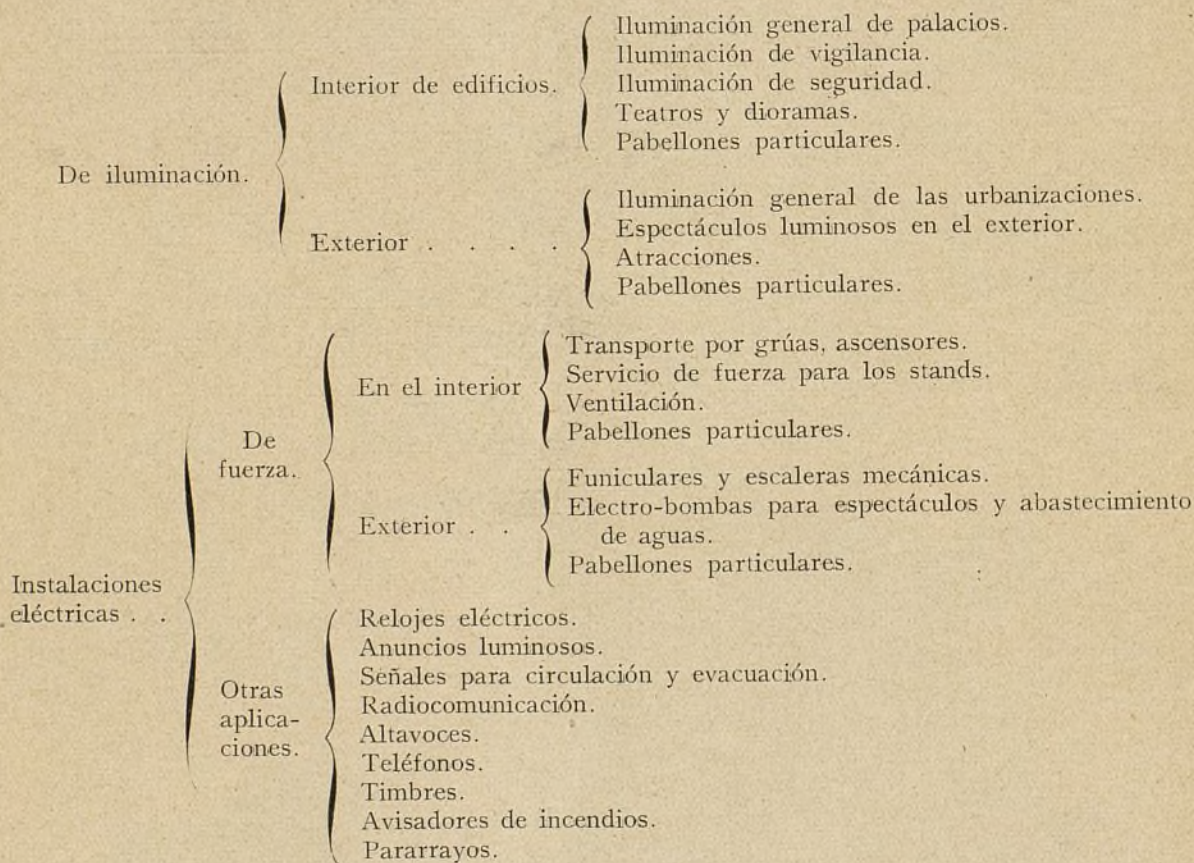 Iluminación general de palacios.
Iluminación de vigilancia.
Interior de edificios.
Iluminación de seguridad.
Teatros y dioramas.
Pabellones particulares.
De iluminación.
Iluminación general de las urbanizaciones.
Espectáculos luminosos en el exterior.
Exterior . . . .
Atracciones.
Pabellones particulares.
Transporte por grúas, ascensores.
En el interior
Servicio de fuerza para los stands.
Ventilación.
Pabellones particulares.
De
fuerza.
Funiculares y escaleras mecánicas.
Electro-bombas para espectáculos y abastecimiento
Exterior . .
de aguas.
Pabellones particulares.
Instalaciones
eléctricas . .
Relojes eléctricos.
Anuncios luminosos.
Señales para circulación y evacuación.
Otras
aplica-
ciones.
Radiocomunicación.
Altavoces.
Teléfonos.
Timbres.
Avisadores de incendios.
Pararrayos.